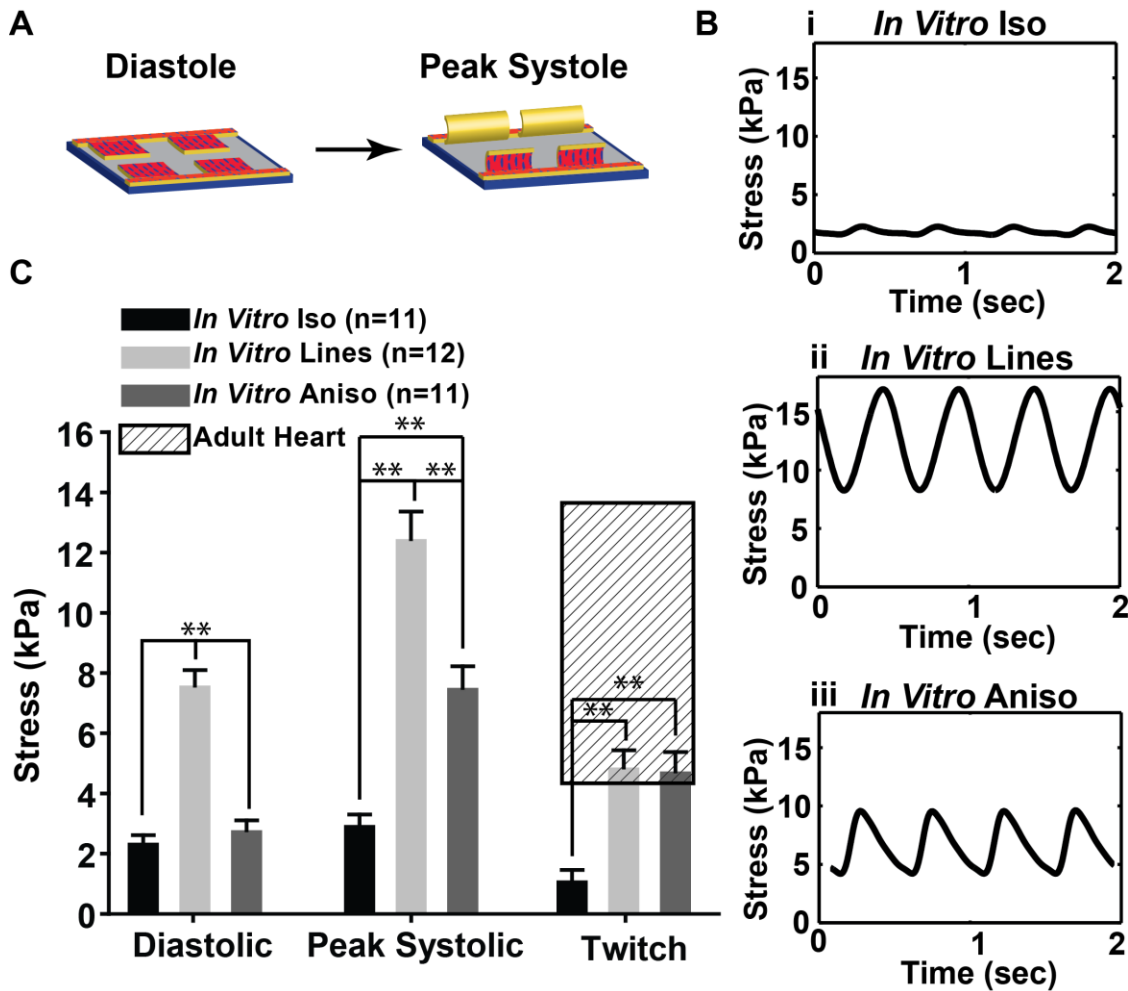 A
Diastole
Peak Systole
B
i In Vitro Iso
Stress (kPa)
15
10
5
0
0 1 2
Time (sec)
ii In Vitro Lines
Stress (kPa)
15
10
5
0
0 1 2
Time (sec)
iii In Vitro Aniso
Stress (kPa)
15
10
5
0
0 1 2
Time (sec)
C
In Vitro Iso (n=11)
In Vitro Lines (n=12)
In Vitro Aniso (n=11)
Adult Heart
Stress (kPa)
16
14
12
10
8
6
4
2
0
**
**
** **
**
**
Diastolic Peak Systolic Twitch